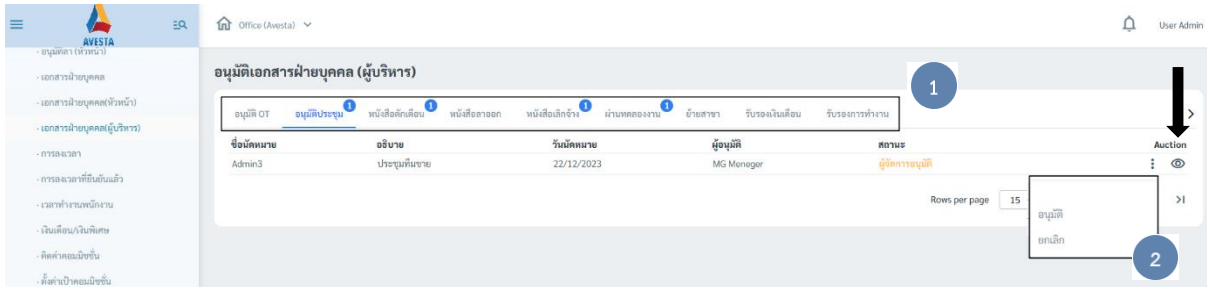 Office (Avesta)
User Admin
AVESTA
- อนุมัติลา (หัวหน้า)
- เอกสารฝ่ายบุคคล
- เอกสารฝ่ายบุคคล(หัวหน้า)
- เอกสารฝ่ายบุคคล(ผู้บริหาร)
- การลงเวลา
- การลงเวลาที่ยืนยันแล้ว
- เวลาทำงานพนักงาน
- เงินเดือน/เงินพิเศษ
- คิดค่าคอมมิชชั่น
- ตั้งค่าเป้าคอมมิชชั่น
อนุมัติเอกสารฝ่ายบุคคล (ผู้บริหาร)
1
อนุมัติ OT อนุมัติประชุม 1 หนังสือตักเตือน 1 หนังสือลาออก หนังสือเลิกจ้าง 1 ผ่านทดลองงาน 1 ย้ายสาขา รับรองเงินเดือน รับรองการทำงาน
ชื่อนัดหมาย อธิบาย วันนัดหมาย ผู้อนุมัติ สถานะ Auction
Admin3 ประชุมทีมขาย 22/12/2023 MG Meneger ผู้จัดการอนุมัติ
Rows per page 15
อนุมัติ
ยกเลิก
2